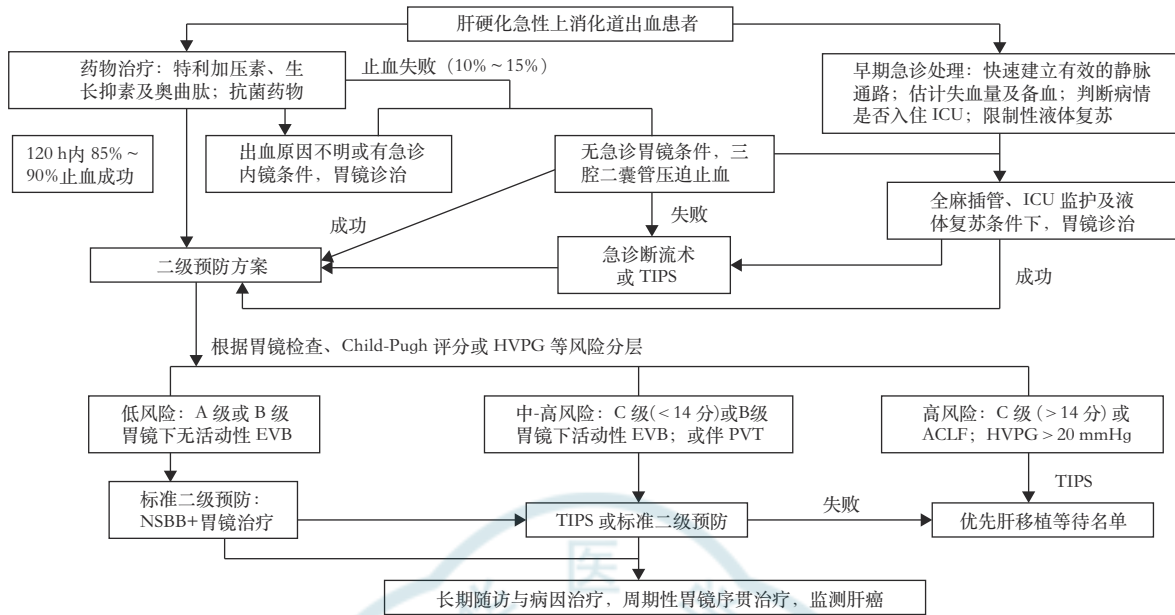 肝硬化急性上消化道出血患者
药物治疗：特利加压素、生
长抑素及奥曲肽；抗菌药物
止血失败（10%~15%）
早期急诊处理：快速建立有效的静脉
通路；估计失血量及备血；判断病情
是否入住 ICU；限制性液体复苏
120 h内 85%~
90%止血成功
出血原因不明或有急诊
内镜条件，胃镜诊治
无急诊胃镜条件，三
腔二囊管压迫止血
全麻插管、ICU 监护及液
体复苏条件下，胃镜诊治
成功
失败
二级预防方案
急诊断流术
或 TIPS
成功
根据胃镜检查、Child-Pugh 评分或 HVPG 等风险分层
低风险：A 级或 B 级
胃镜下无活动性 EVB
中-高风险：C 级(<14 分)或B级
胃镜下活动性 EVB；或伴 PVT
高风险：C 级（>14 分）或
ACLF；HVPG>20 mmHg
TIPS
标准二级预防：
NSBB+胃镜治疗
TIPS 或标准二级预防
失败
优先肝移植等待名单
医
学
长期随访与病因治疗，周期性胃镜序贯治疗，监测肝癌